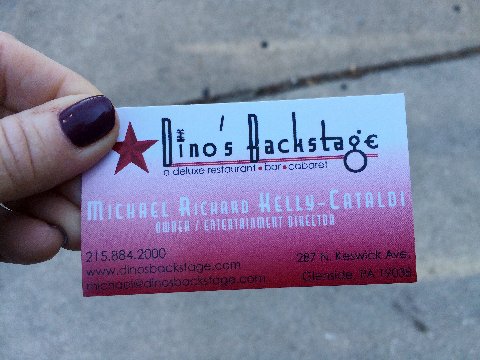 Dino's Backstage
a deluxe restaurant • bar • cabaret
Michael Richard Kelly-Cataldi
Owner / Entertainment Director
215.884.2000
www.dinosbackstage.com
michael@dinosbackstage.com
287 N. Keswick Ave.
Glenside, PA 19038